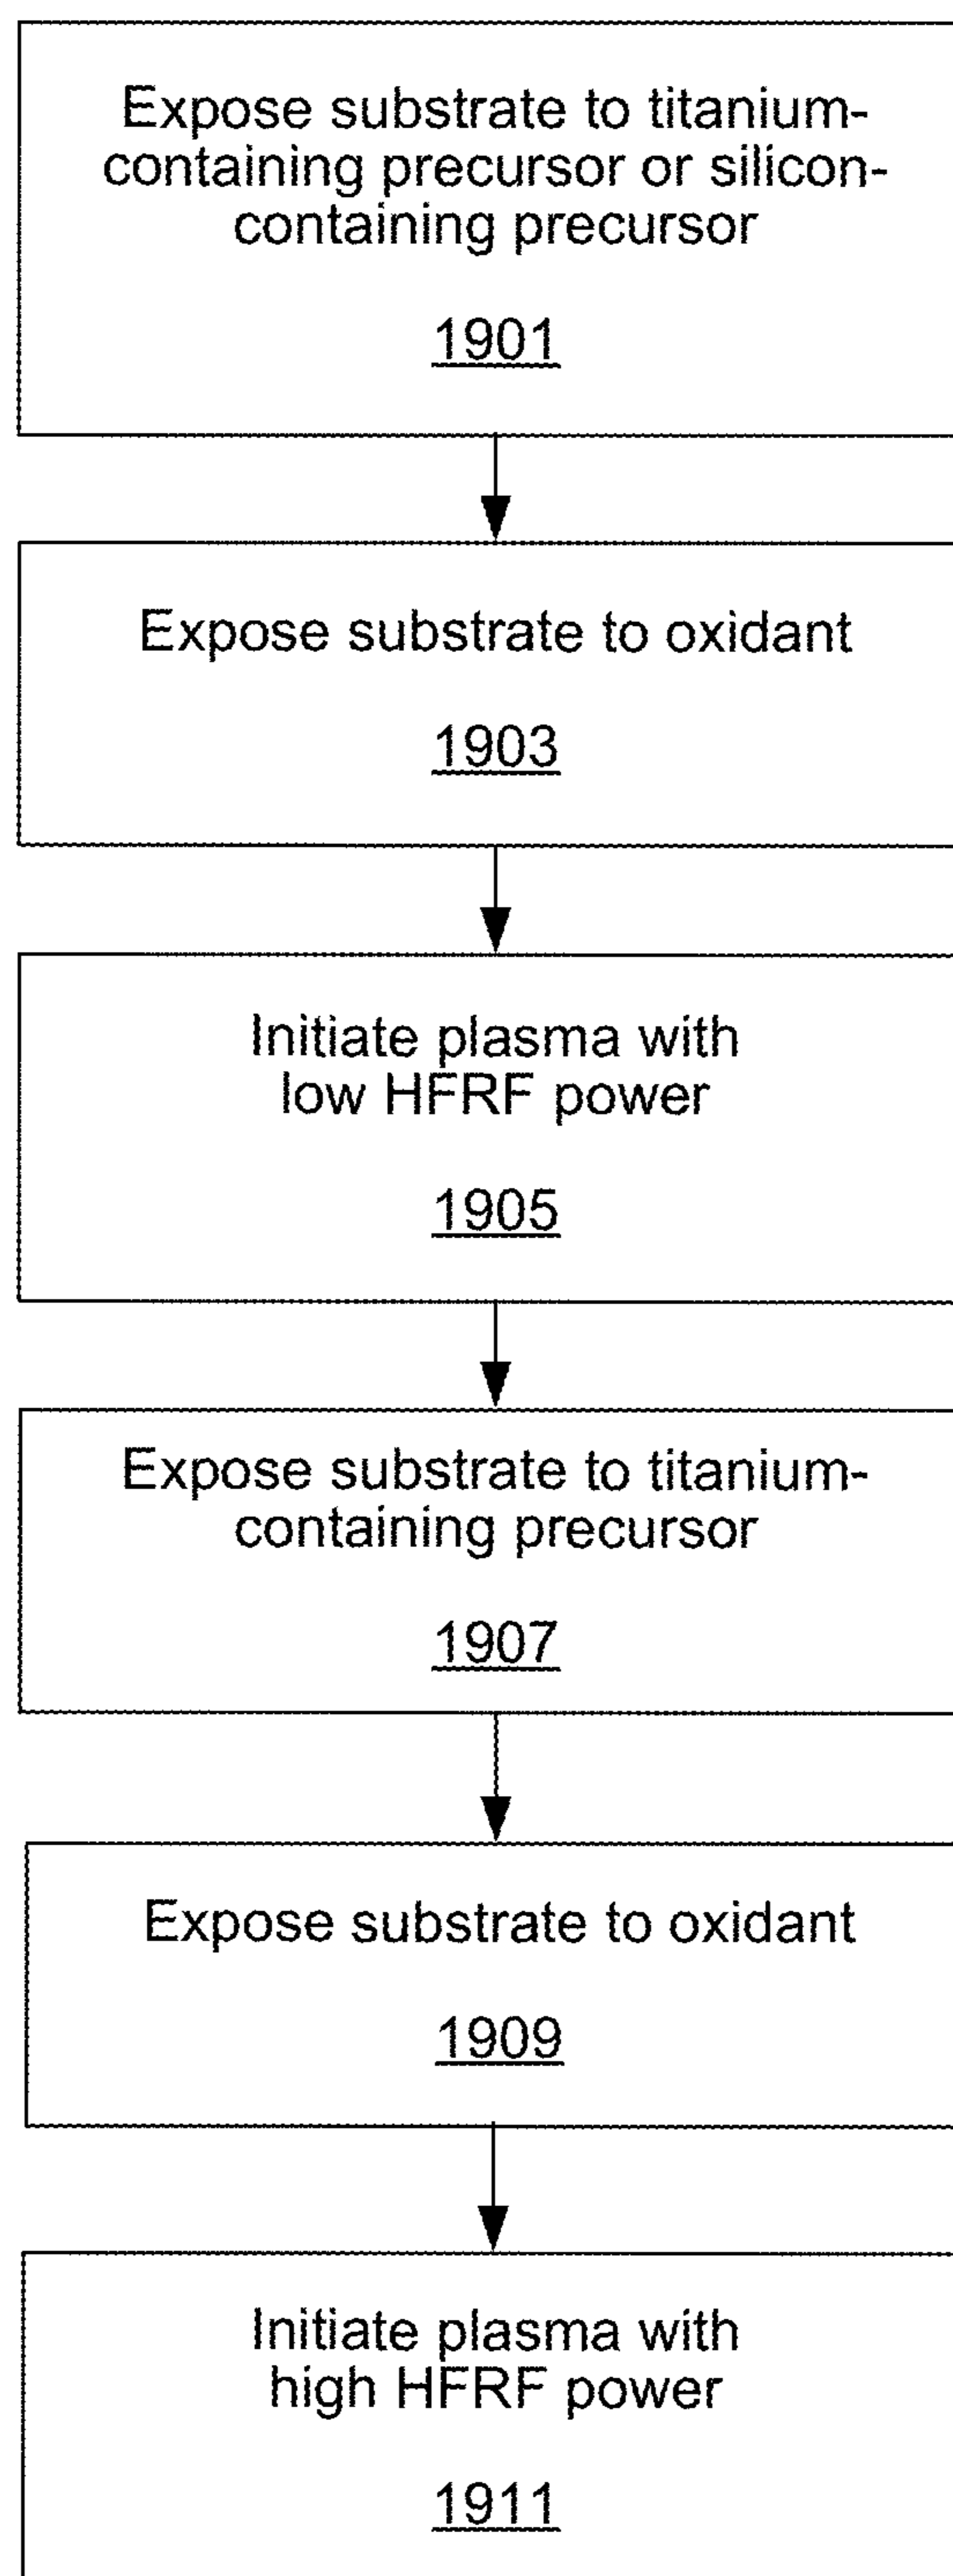 Expose substrate to titanium-
containing precursor or silicon-
containing precursor
1901
Expose substrate to oxidant
1903
Initiate plasma with
low HFRF power
1905
Expose substrate to titanium-
containing precursor
1907
Expose substrate to oxidant
1909
Initiate plasma with
high HFRF power
1911